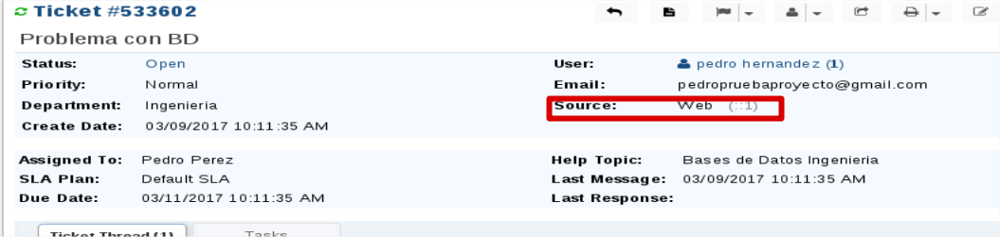 Ticket #533602
Problema con BD
Status: Open
Priority: Normal
Department: Ingenieria
Create Date: 03/09/2017 10:11:35 AM
User: pedro hernandez (1)
Email: pedropruebaproyecto@gmail.com
Source: Web (::1)
Assigned To: Pedro Perez
SLA Plan: Default SLA
Due Date: 03/11/2017 10:11:35 AM
Help Topic: Bases de Datos Ingenieria
Last Message: 03/09/2017 10:11:35 AM
Last Response:
Ticket Thread (1) Tasks